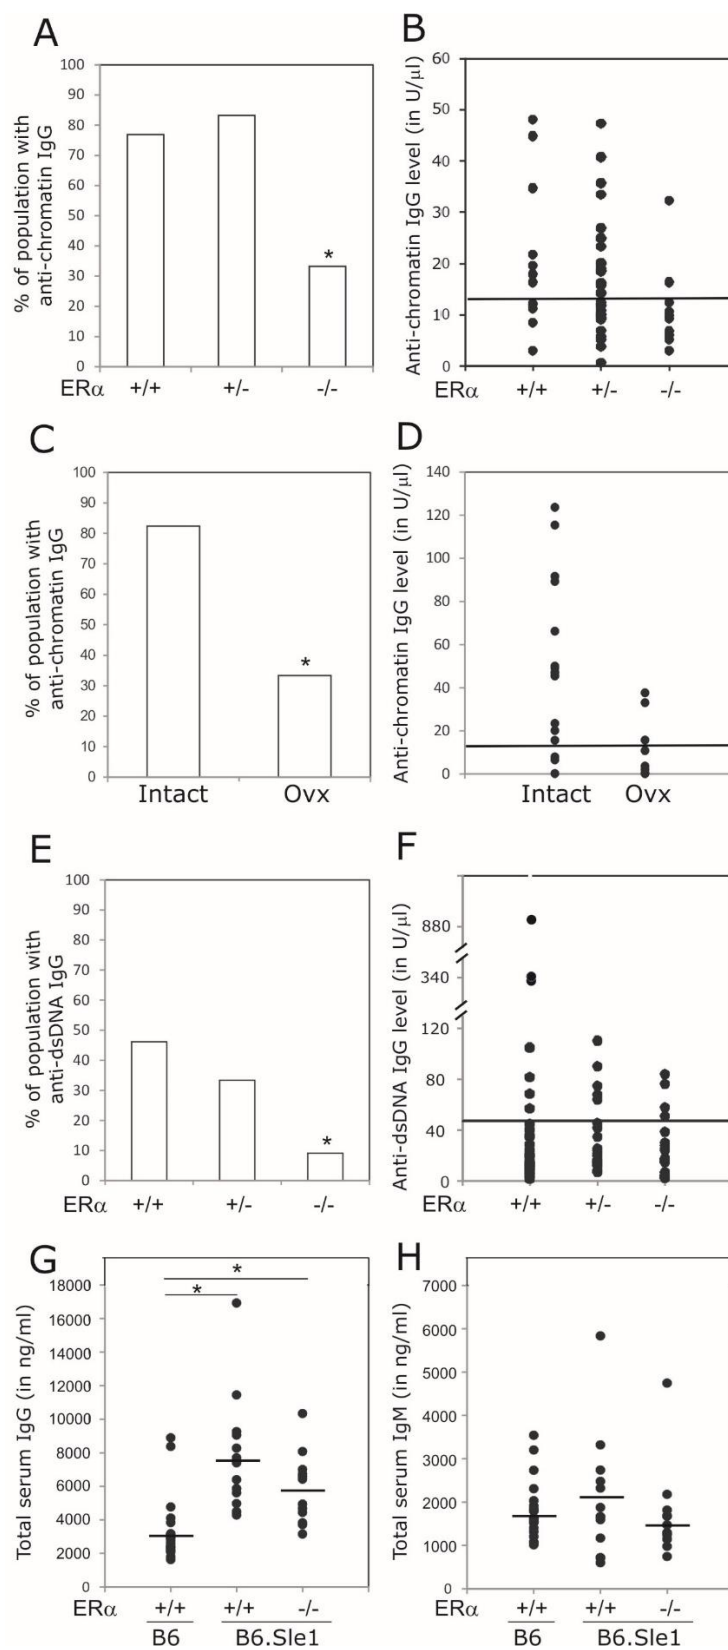 A
% of population with
anti-chromatin IgG
100
90
80
70
60
50
40
30
20
10
0
*
ERα +/+ +/- -/-
B
Anti-chromatin IgG level (in U/μl)
60
50
40
30
20
10
0
ERα +/+ +/- -/-
C
% of population with
anti-chromatin IgG
100
90
80
70
60
50
40
30
20
10
0
*
Intact Ovx
D
Anti-chromatin IgG level (in U/μl)
140
120
100
80
60
40
20
0
Intact Ovx
E
% of population with
anti-dsDNA IgG
100
90
80
70
60
50
40
30
20
10
0
*
ERα +/+ +/- -/-
F
Anti-dsDNA IgG level (in U/μl)
880
340
120
80
40
0
ERα +/+ +/- -/-
G
Total serum IgG (in ng/ml)
18000
16000
14000
12000
10000
8000
6000
4000
2000
0
*
*
ERα +/+ +/+ -/-
B6 B6.Sle1
H
Total serum IgM (in ng/ml)
7000
6000
5000
4000
3000
2000
1000
0
ERα +/+ +/+ -/-
B6 B6.Sle1